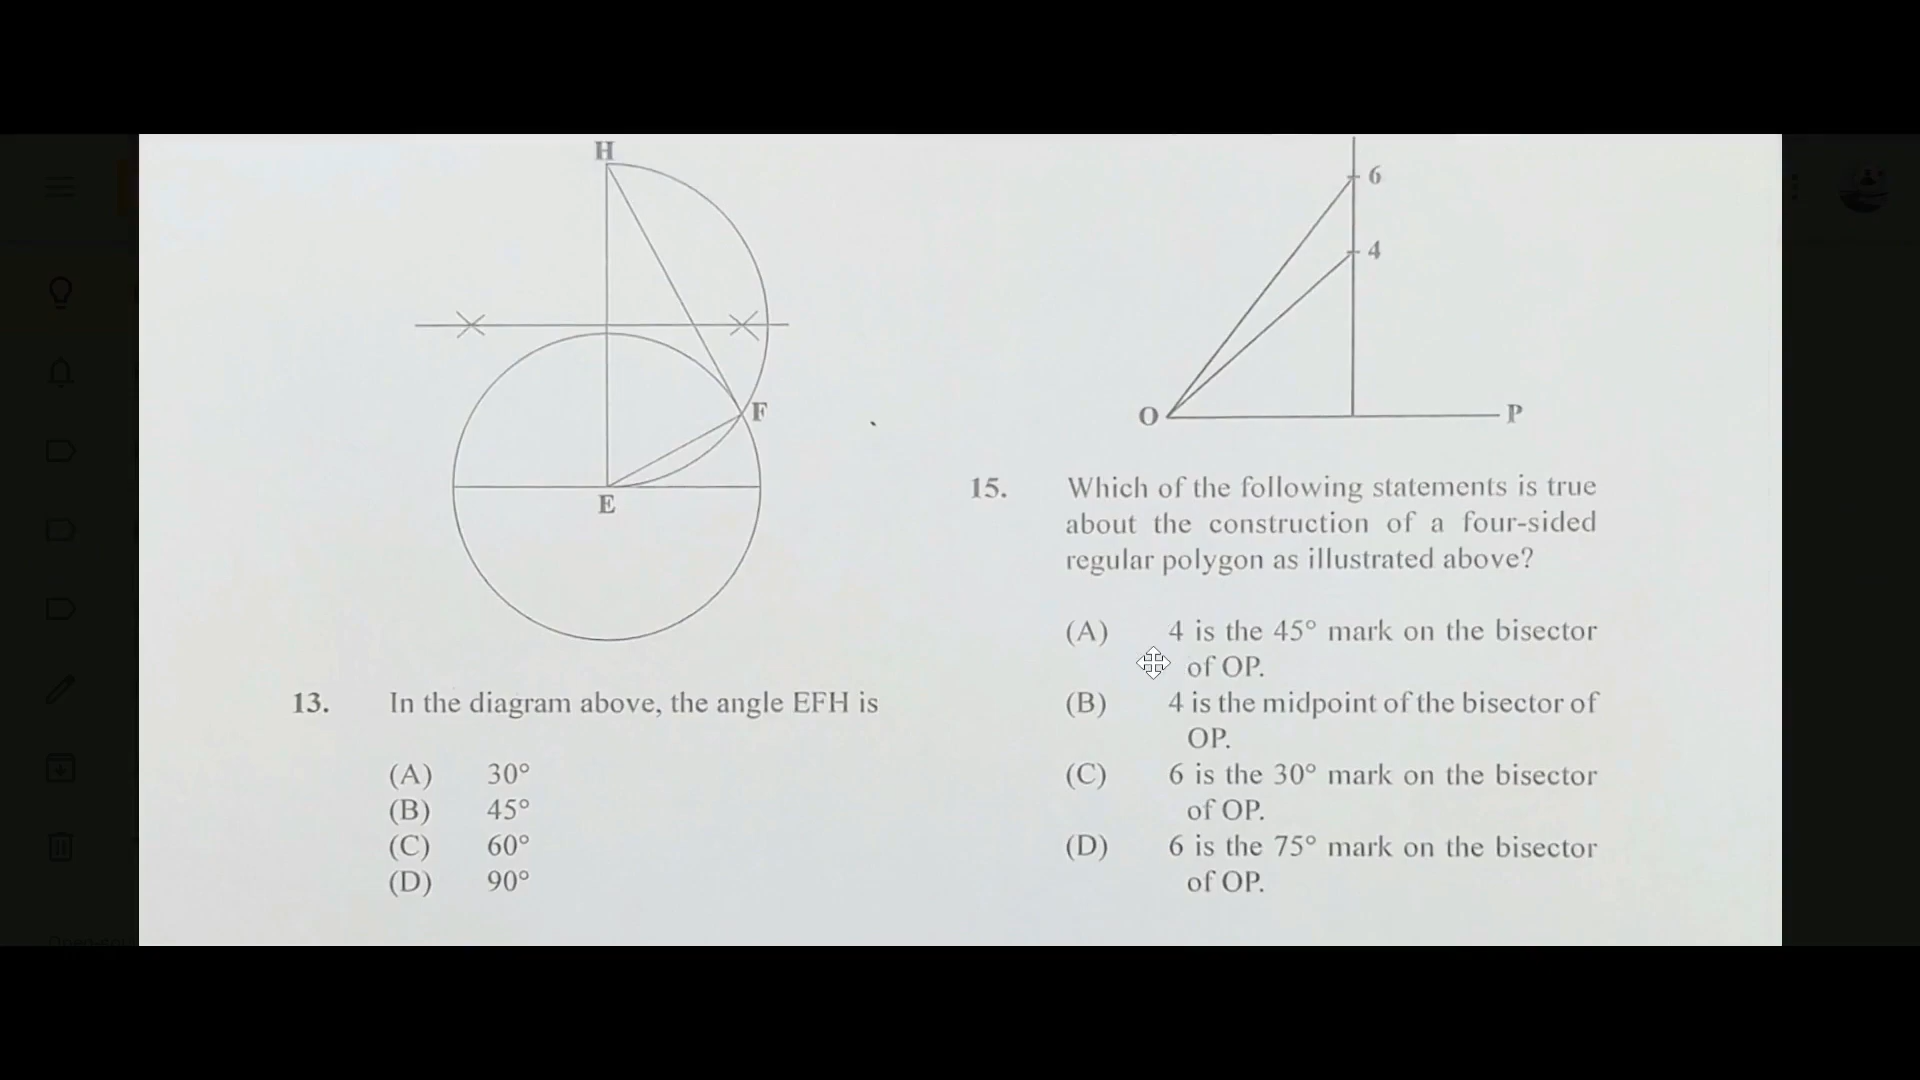 H
F
E
13. In the diagram above, the angle EFH is
(A) 30°
(B) 45°
(C) 60°
(D) 90°
6
4
O
P
15. Which of the following statements is true
about the construction of a four-sided
regular polygon as illustrated above?
(A) 4 is the 45° mark on the bisector
of OP.
(B) 4 is the midpoint of the bisector of
OP.
(C) 6 is the 30° mark on the bisector
of OP.
(D) 6 is the 75° mark on the bisector
of OP.